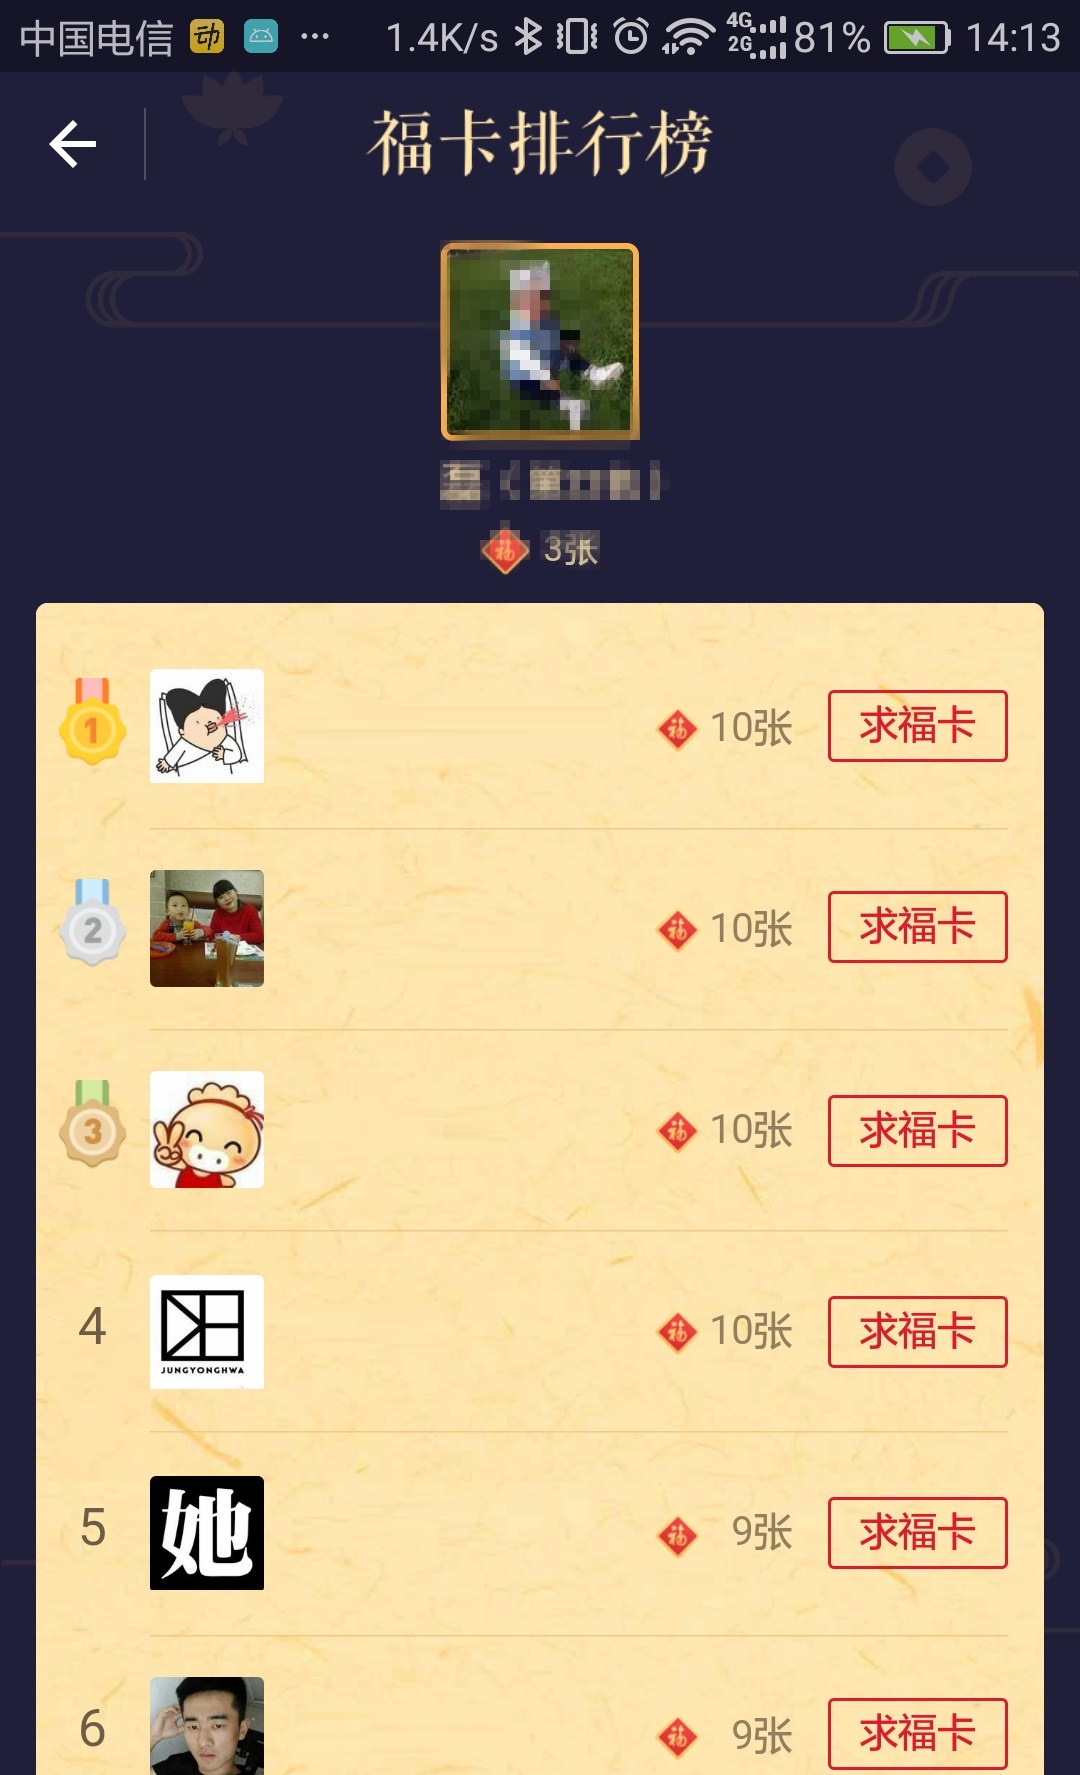 中国电信 动 ... 1.4K/s 4G 2G 81% 14:13
福卡排行榜
磊
福 3张
1 福 10张 求福卡
2 福 10张 求福卡
3 福 10张 求福卡
4 JUNGYONGHWA 福 10张 求福卡
5 她 福 9张 求福卡
6 福 9张 求福卡